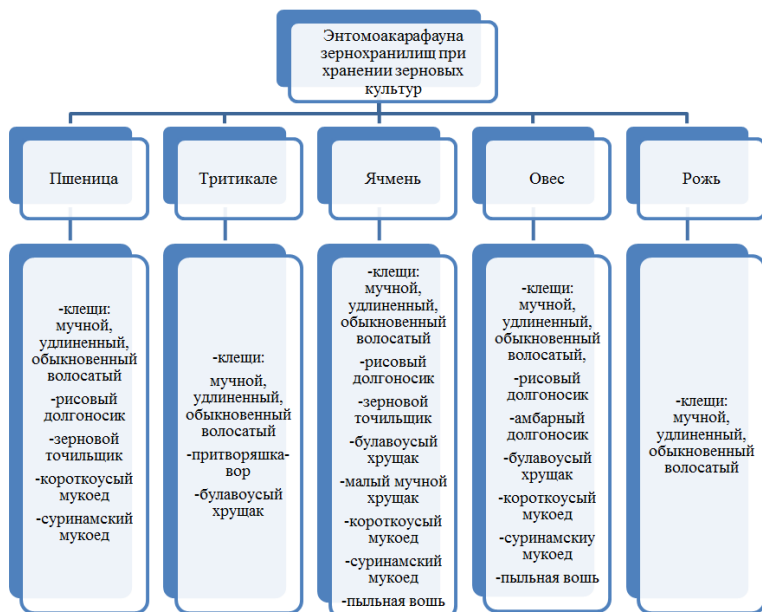 Энтомоакарафауна
зернохранилищ при
хранении зерновых
культур
Пшеница
Тритикале
Ячмень
Овес
Рожь
-клещи:
мучной,
удлиненный,
обыкновенный
волосатый
-рисовый
долгоносик
-зерновой
точильщик
-короткоусый
мукоед
-суринамский
мукоед
-клещи:
мучной,
удлиненный,
обыкновенный
волосатый
-притворяшка-
вор
-булавоусый
хрущак
-клещи:
мучной,
удлиненный,
обыкновенный
волосатый
-рисовый
долгоносик
-зерновой
точильщик
-булавоусый
хрущак
-малый мучной
хрущак
-короткоусый
мукоед
-суринамский
мукоед
-пыльная вошь
-клещи:
мучной,
удлиненный,
обыкновенный
волосатый,
-рисовый
долгоносик
-амбарный
долгоносик
-булавоусый
хрущак
-короткоусый
мукоед
-суринамскиу
мукоед
-пыльная вошь
-клещи:
мучной,
удлиненный,
обыкновенный
волосатый